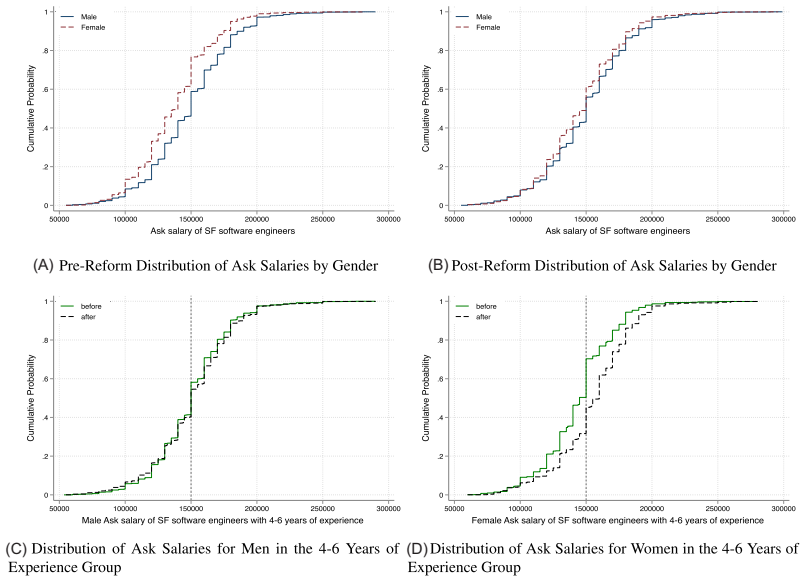 Male
Female
Cumulative Probability
1
.8
.6
.4
.2
0
50000 100000 150000 200000 250000 300000
Ask salary of SF software engineers
(A) Pre-Reform Distribution of Ask Salaries by Gender
Male
Female
Cumulative Probability
1
.8
.6
.4
.2
0
50000 100000 150000 200000 250000 300000
Ask salary of SF software engineers
(B) Post-Reform Distribution of Ask Salaries by Gender
before
after
Cumulative Probability
1
.8
.6
.4
.2
0
50000 100000 150000 200000 250000 300000
Male Ask salary of SF software engineers with 4-6 years of experience
(C) Distribution of Ask Salaries for Men in the 4-6 Years of
Experience Group
before
after
Cumulative Probability
1
.8
.6
.4
.2
0
50000 100000 150000 200000 250000 300000
Female Ask salary of SF software engineers with 4-6 years of experience
(D) Distribution of Ask Salaries for Women in the 4-6 Years of
Experience Group